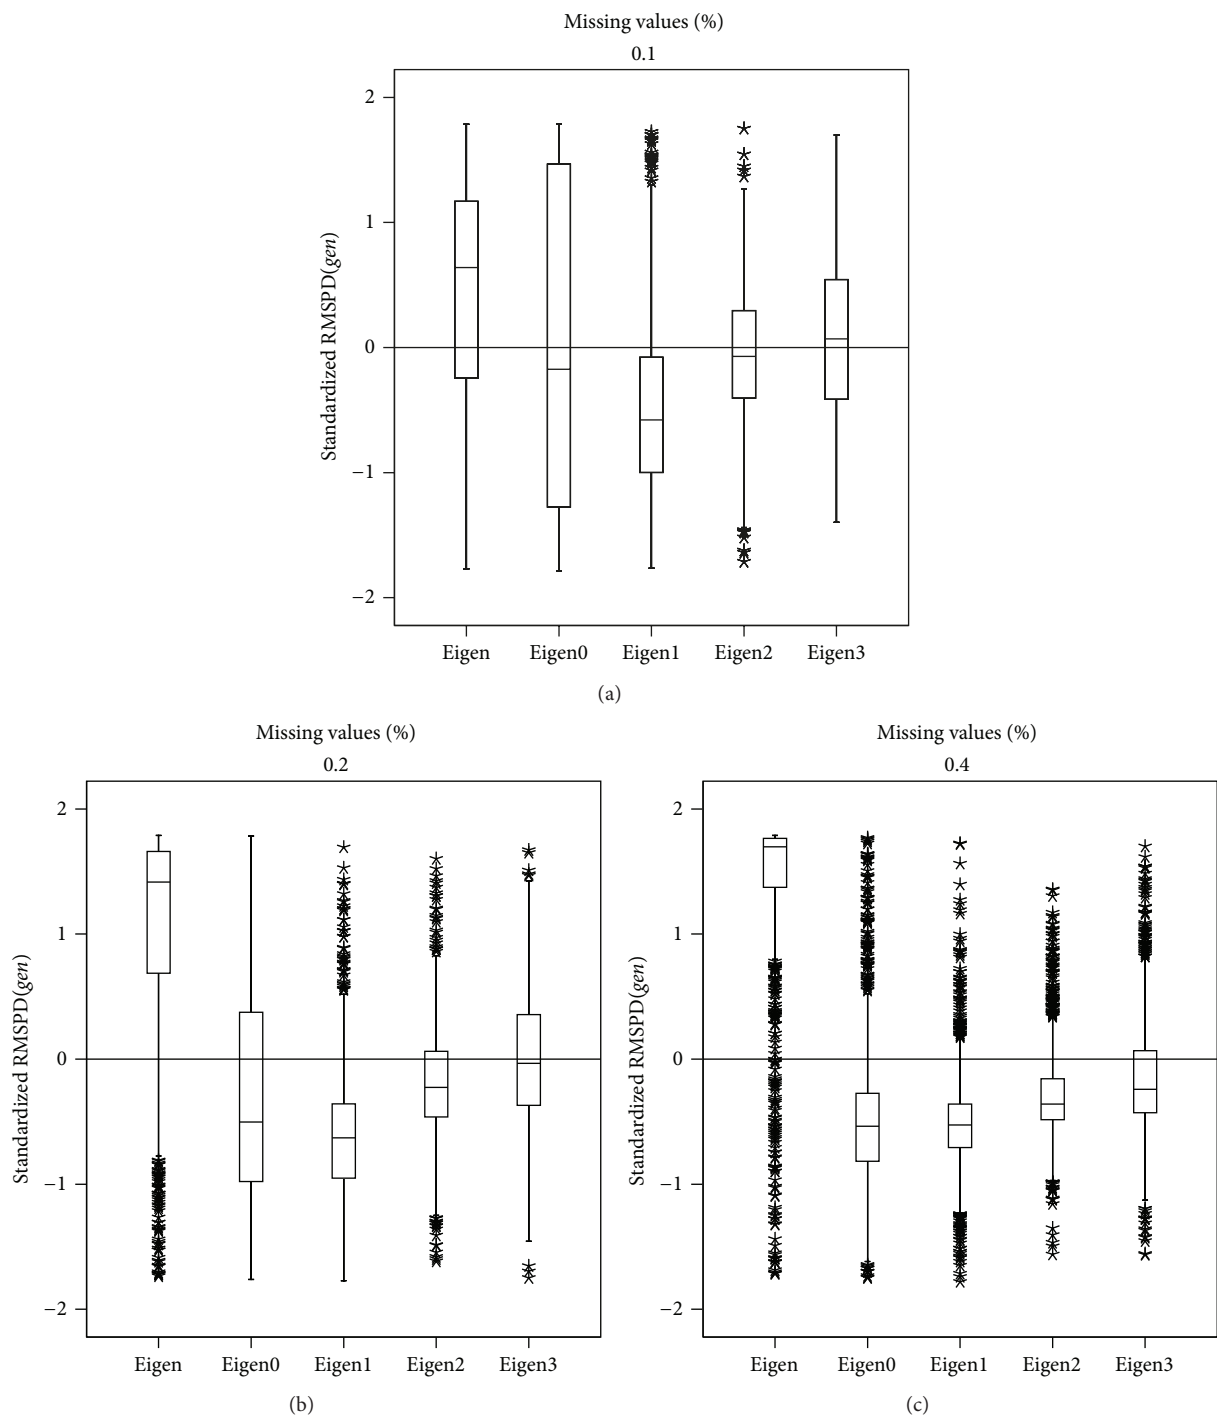 Missing values (%)
0.1
Standardized RMSPD(gen)
2
1
0
−1
−2
Eigen Eigen0 Eigen1 Eigen2 Eigen3
(a)
Missing values (%)
0.2
Standardized RMSPD(gen)
2
1
0
−1
−2
Eigen Eigen0 Eigen1 Eigen2 Eigen3
(b)
Missing values (%)
0.4
Standardized RMSPD(gen)
2
1
0
−1
−2
Eigen Eigen0 Eigen1 Eigen2 Eigen3
(c)